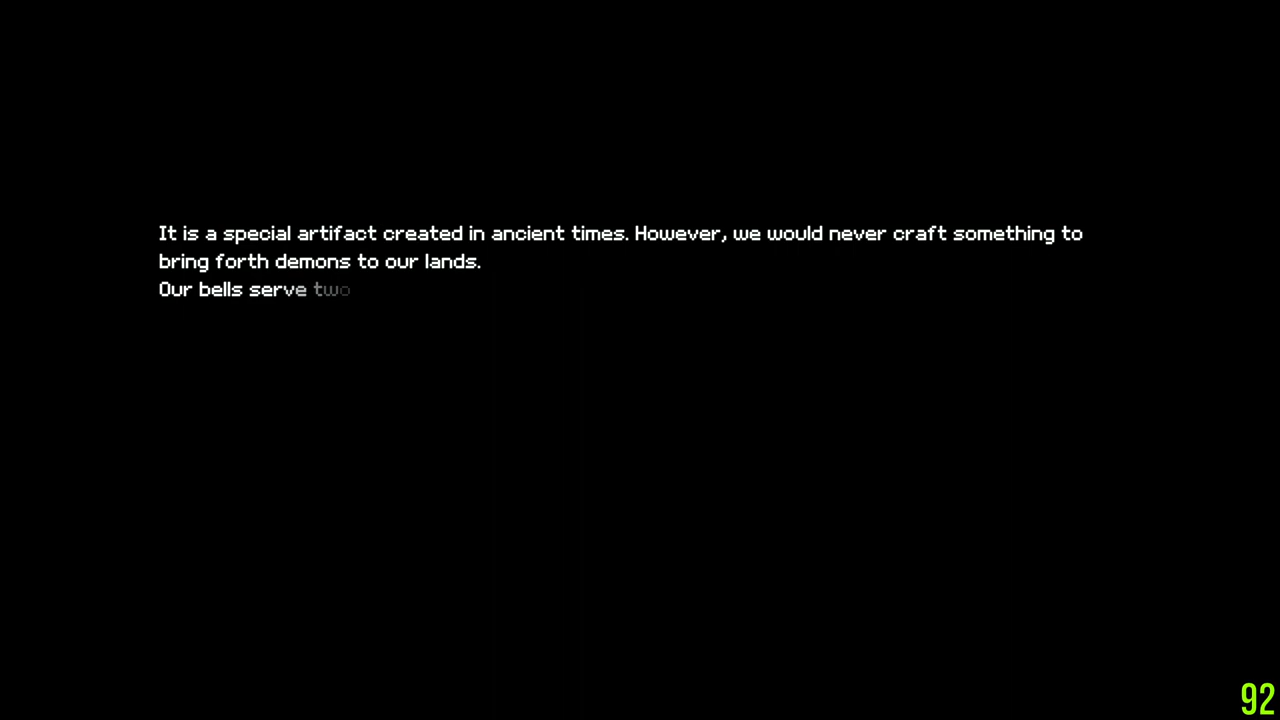 It is a special artifact created in ancient times. However, we would never craft something to
bring forth demons to our lands.
Our bells serve two
92